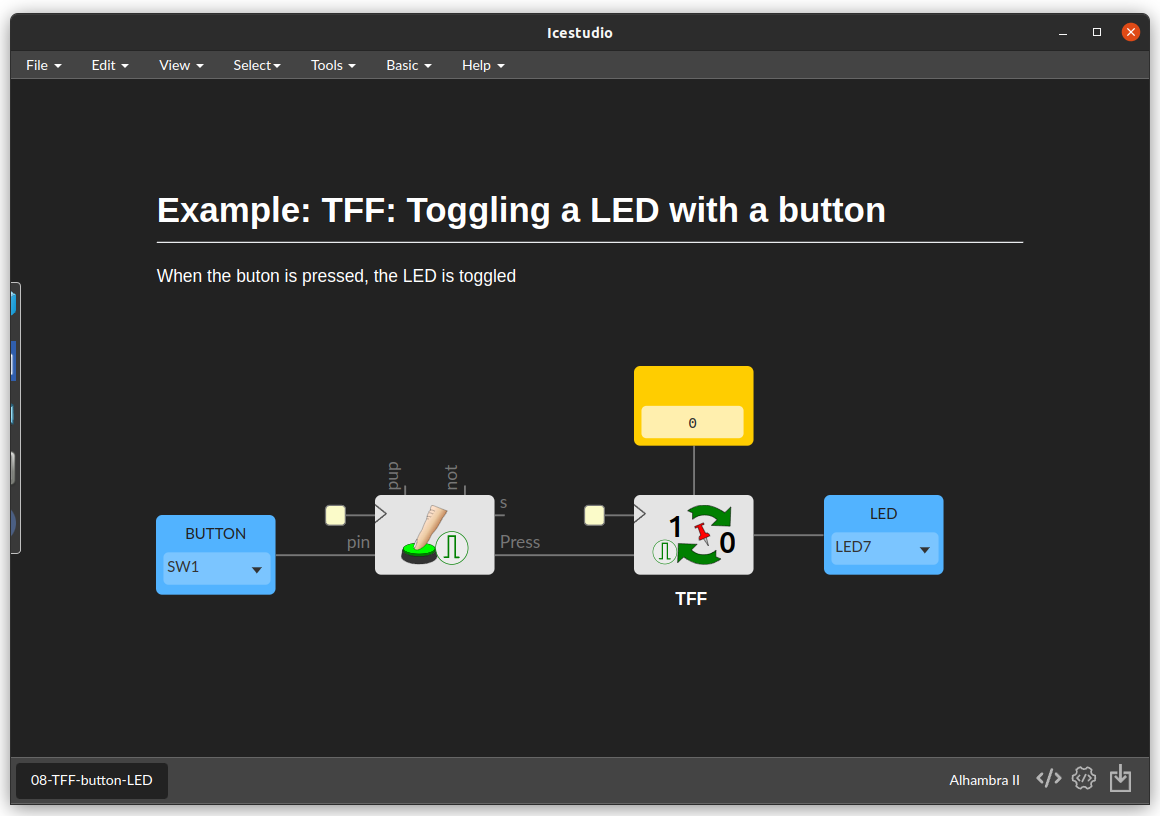 Icestudio
File Edit View Select Tools Basic Help
Example: TFF: Toggling a LED with a button
When the buton is pressed, the LED is toggled
0
pup not
s
BUTTON
SW1
pin
Press
1 0
LED
LED7
TFF
08-TFF-button-LED
Alhambra II </>